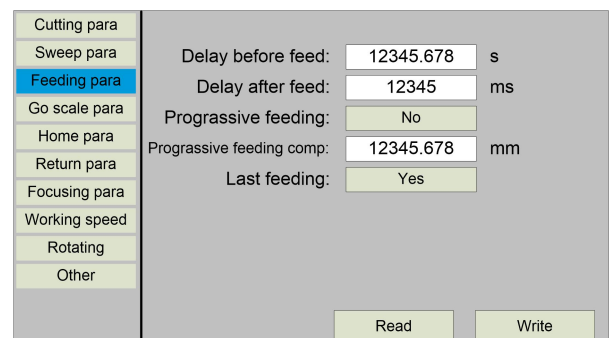 Cutting para
Sweep para
Feeding para
Go scale para
Home para
Return para
Focusing para
Working speed
Rotating
Other
Delay before feed: 12345.678 s
Delay after feed: 12345 ms
Prograssive feeding: No
Prograssive feeding comp: 12345.678 mm
Last feeding: Yes
Read Write